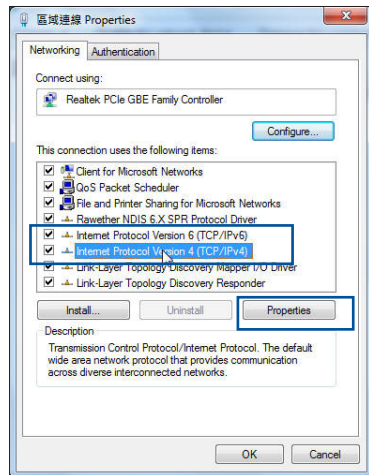 區域連線 Properties
Networking Authentication
Connect using:
Realtek PCIe GBE Family Controller
Configure...
This connection uses the following items:
Client for Microsoft Networks
QoS Packet Scheduler
File and Printer Sharing for Microsoft Networks
Rawether NDIS 6.X SPR Protocol Driver
Internet Protocol Version 6 (TCP/IPv6)
Internet Protocol Version 4 (TCP/IPv4)
Link-Layer Topology Discovery Mapper I/O Driver
Link-Layer Topology Discovery Responder
Install... Uninstall Properties
Description
Transmission Control Protocol/Internet Protocol. The default
wide area network protocol that provides communication
across diverse interconnected networks.
OK Cancel